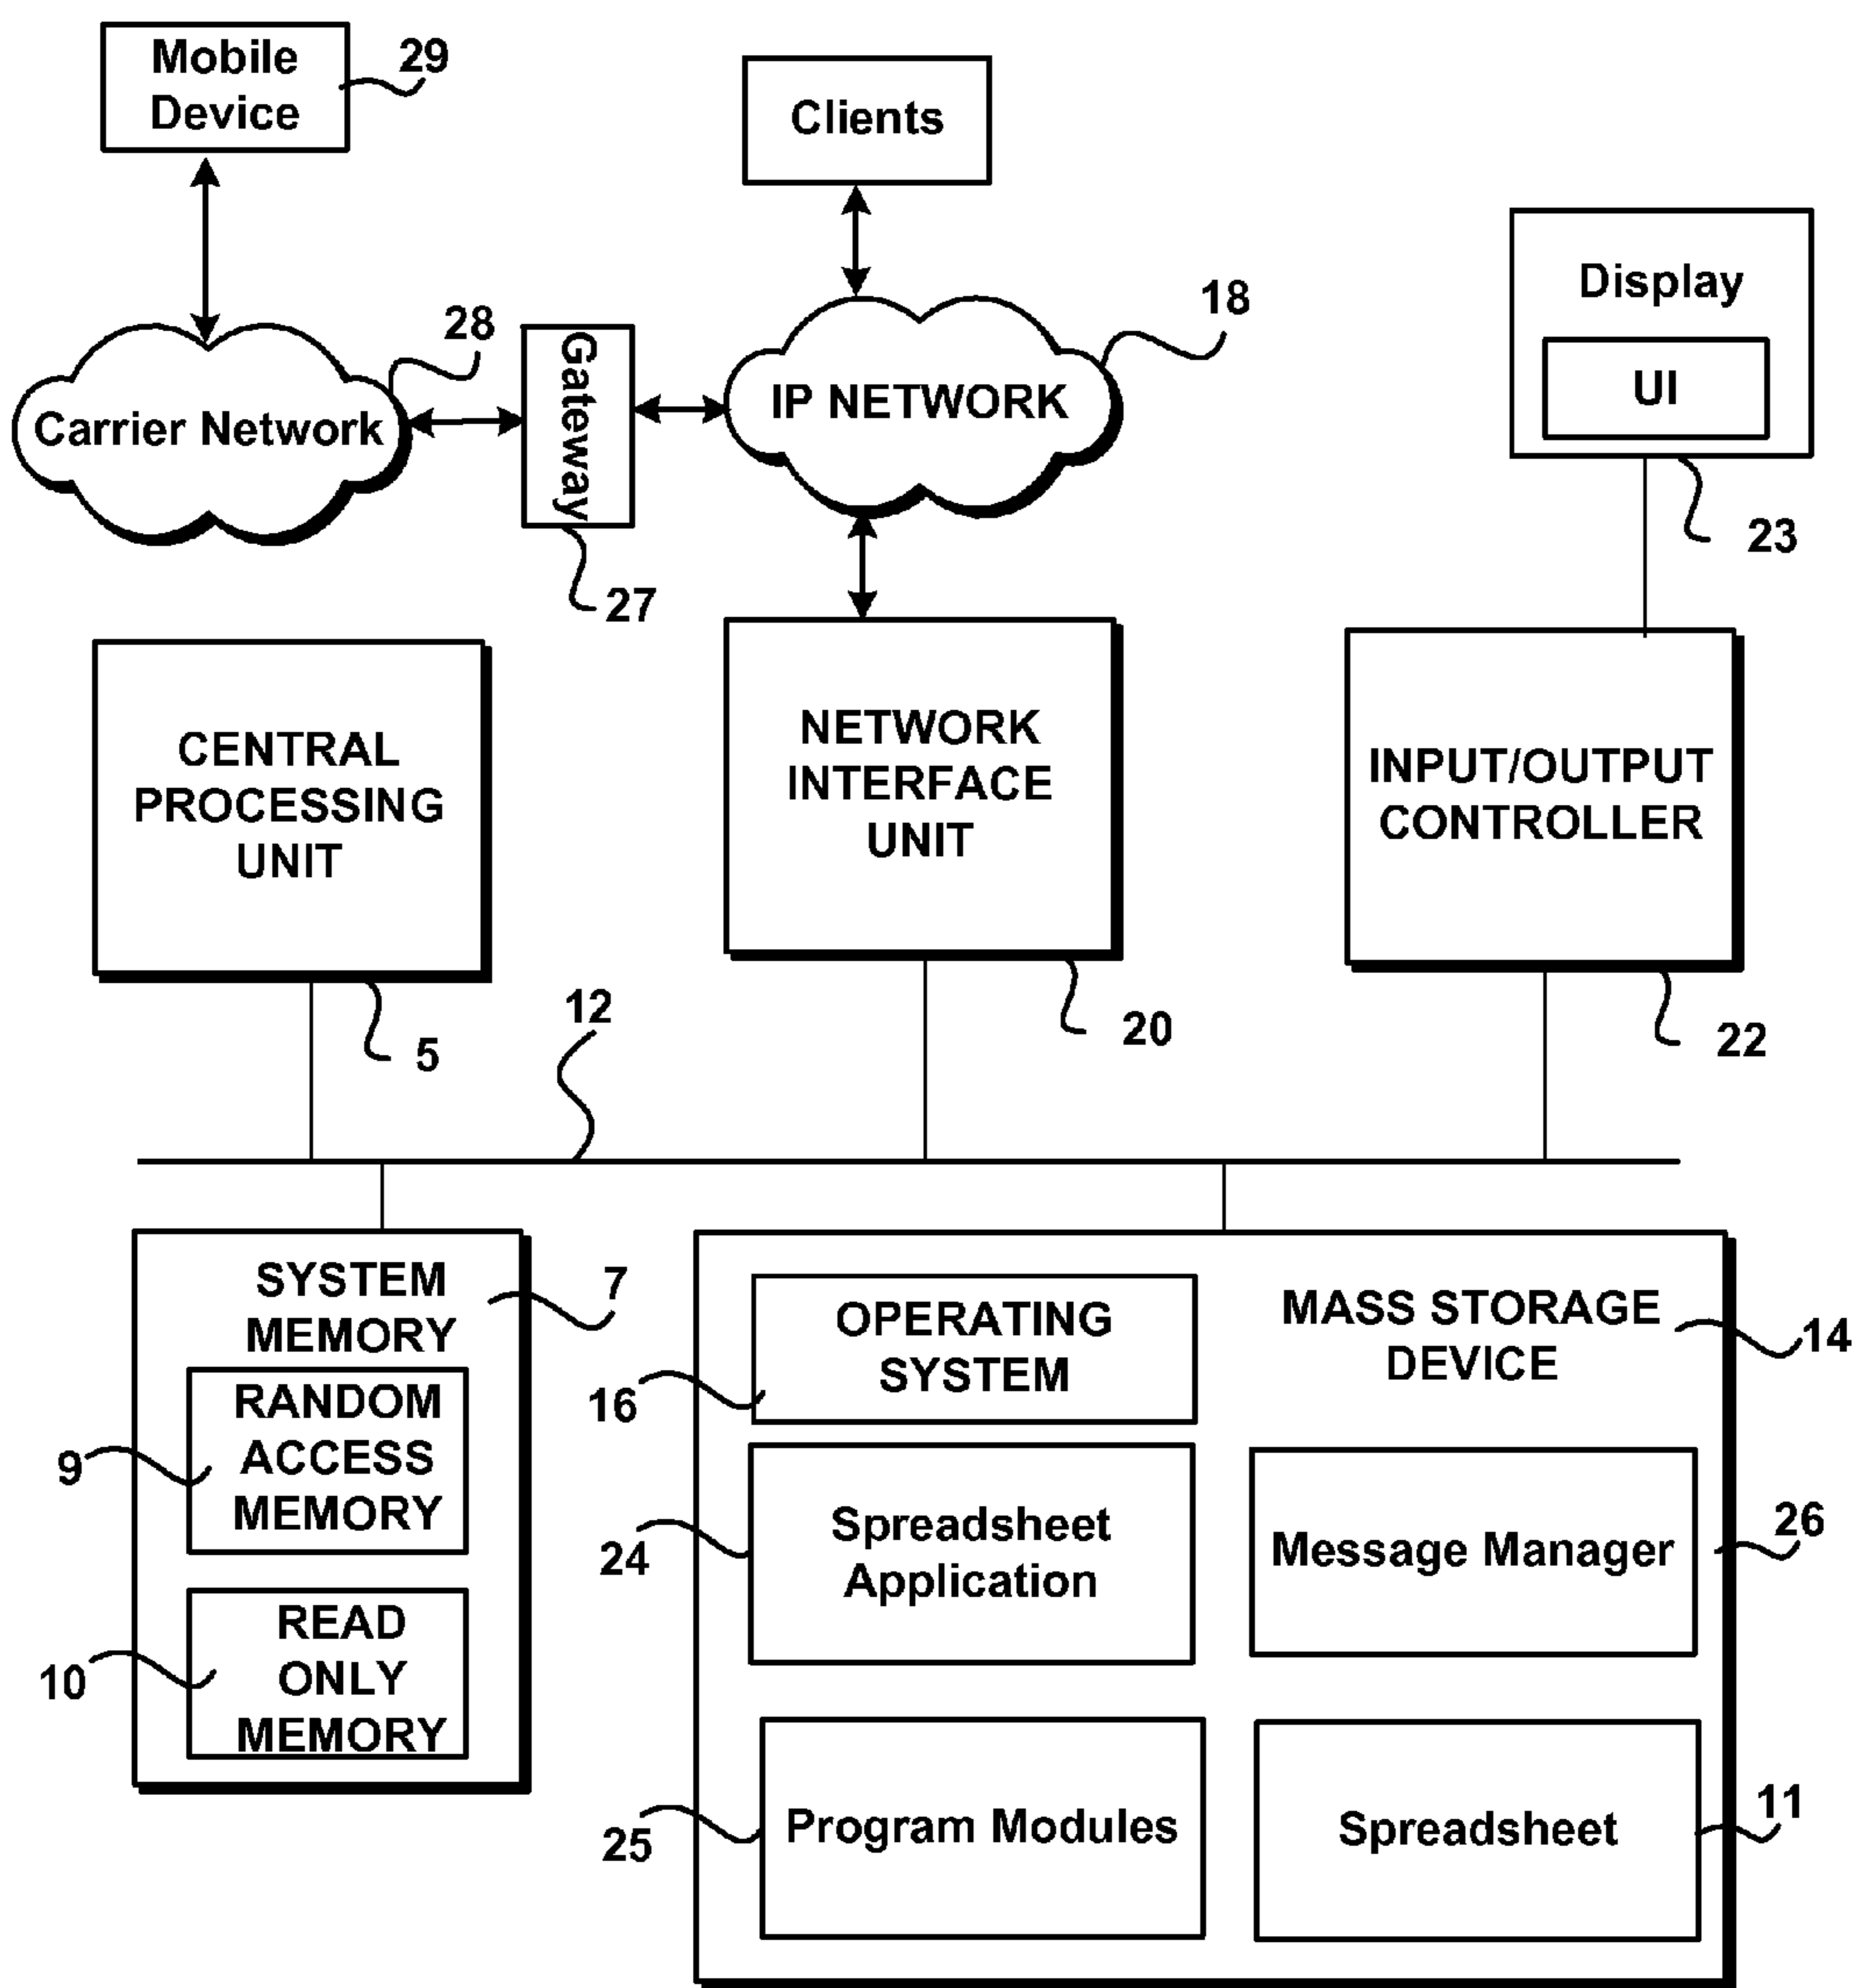 Mobile
Device
29
Clients
Display
UI
23
28
Carrier Network
Gateway
27
IP NETWORK
18
CENTRAL
PROCESSING
UNIT
5
NETWORK
INTERFACE
UNIT
20
INPUT/OUTPUT
CONTROLLER
22
12
SYSTEM
MEMORY
7
RANDOM
ACCESS
MEMORY
9
READ
ONLY
MEMORY
10
MASS STORAGE
DEVICE
14
OPERATING
SYSTEM
16
Spreadsheet
Application
24
Message Manager
26
Program Modules
25
Spreadsheet
11